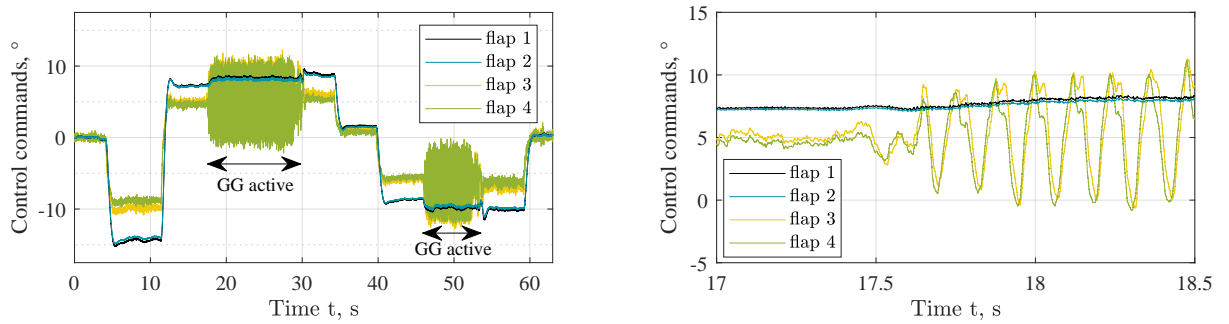 Control commands, °
10
0
-10
flap 1
flap 2
flap 3
flap 4
GG active
GG active
0
10
20
30
40
50
60
Time t, s
Control commands, °
15
10
5
0
-5
flap 1
flap 2
flap 3
flap 4
17
17.5
18
18.5
Time t, s